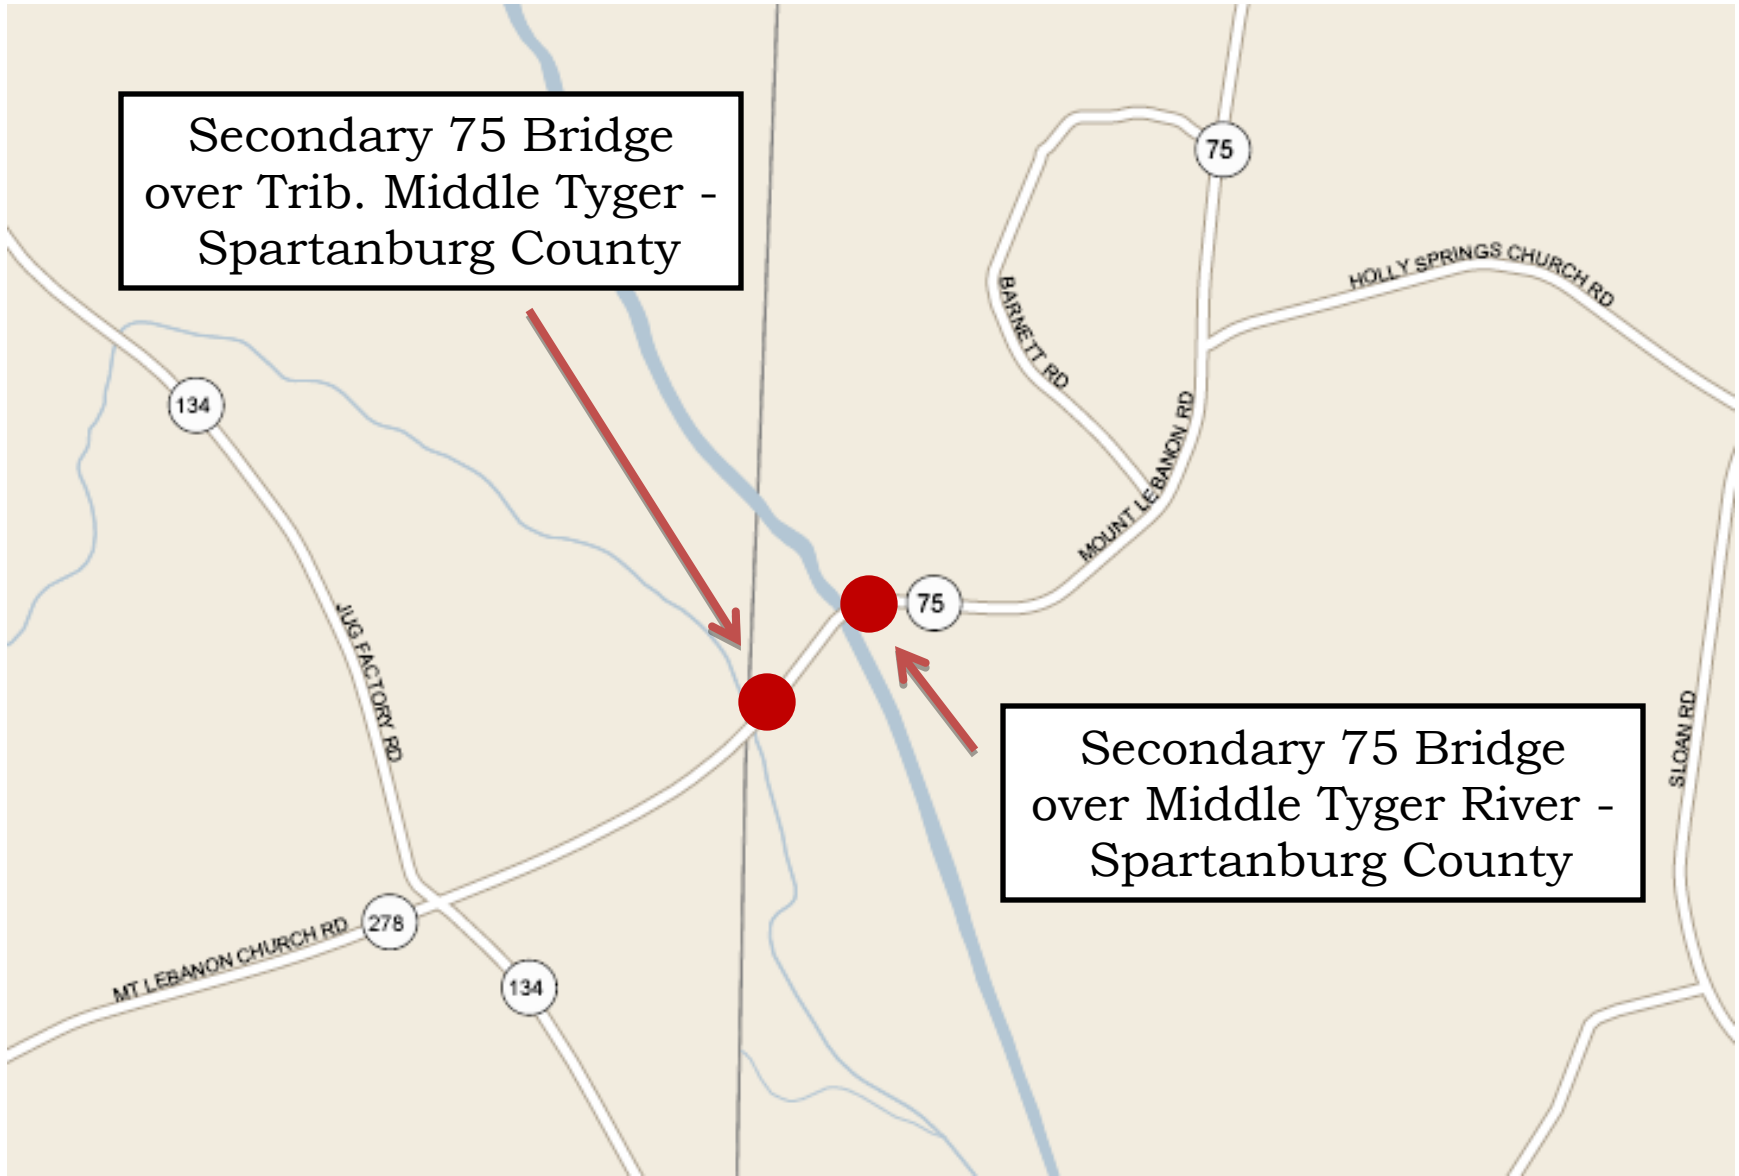 Secondary 75 Bridge
over Trib. Middle Tyger -
Spartanburg County
75
HOLLY SPRINGS CHURCH RD
BARNETT RD
134
MOUNT LEBANON RD
75
JUG FACTORY RD
SLOAN RD
Secondary 75 Bridge
over Middle Tyger River -
Spartanburg County
278
MT LEBANON CHURCH RD
134